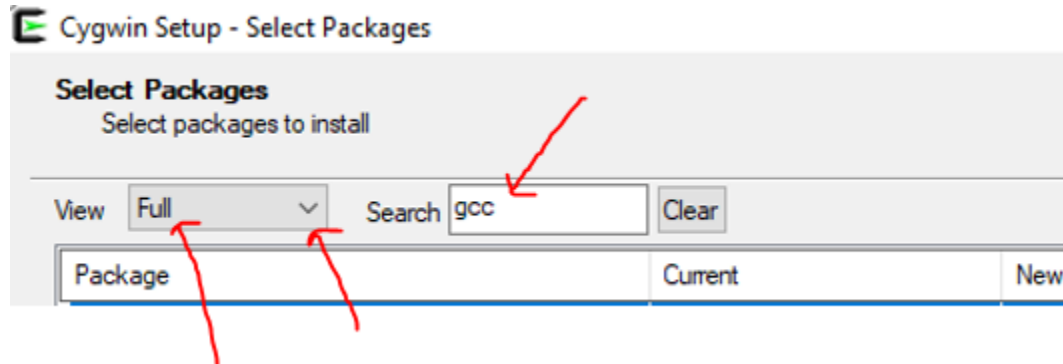 Cygwin Setup - Select Packages
Select Packages
Select packages to install
View Full Search gcc Clear
Package Current New